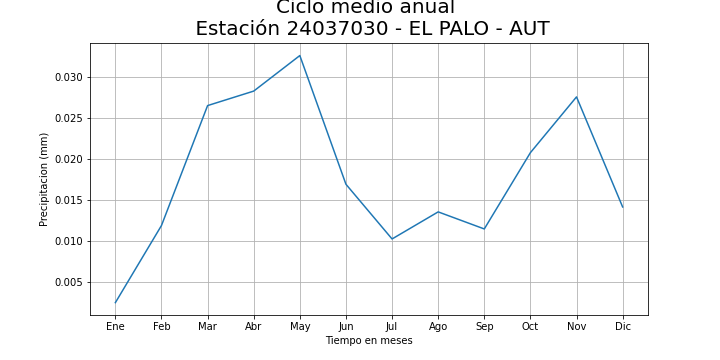 Ciclo medio anual
Estación 24037030 - EL PALO - AUT
Precipitacion (mm)
0.030
0.025
0.020
0.015
0.010
0.005
Ene Feb Mar Abr May Jun Jul Ago Sep Oct Nov Dic
Tiempo en meses